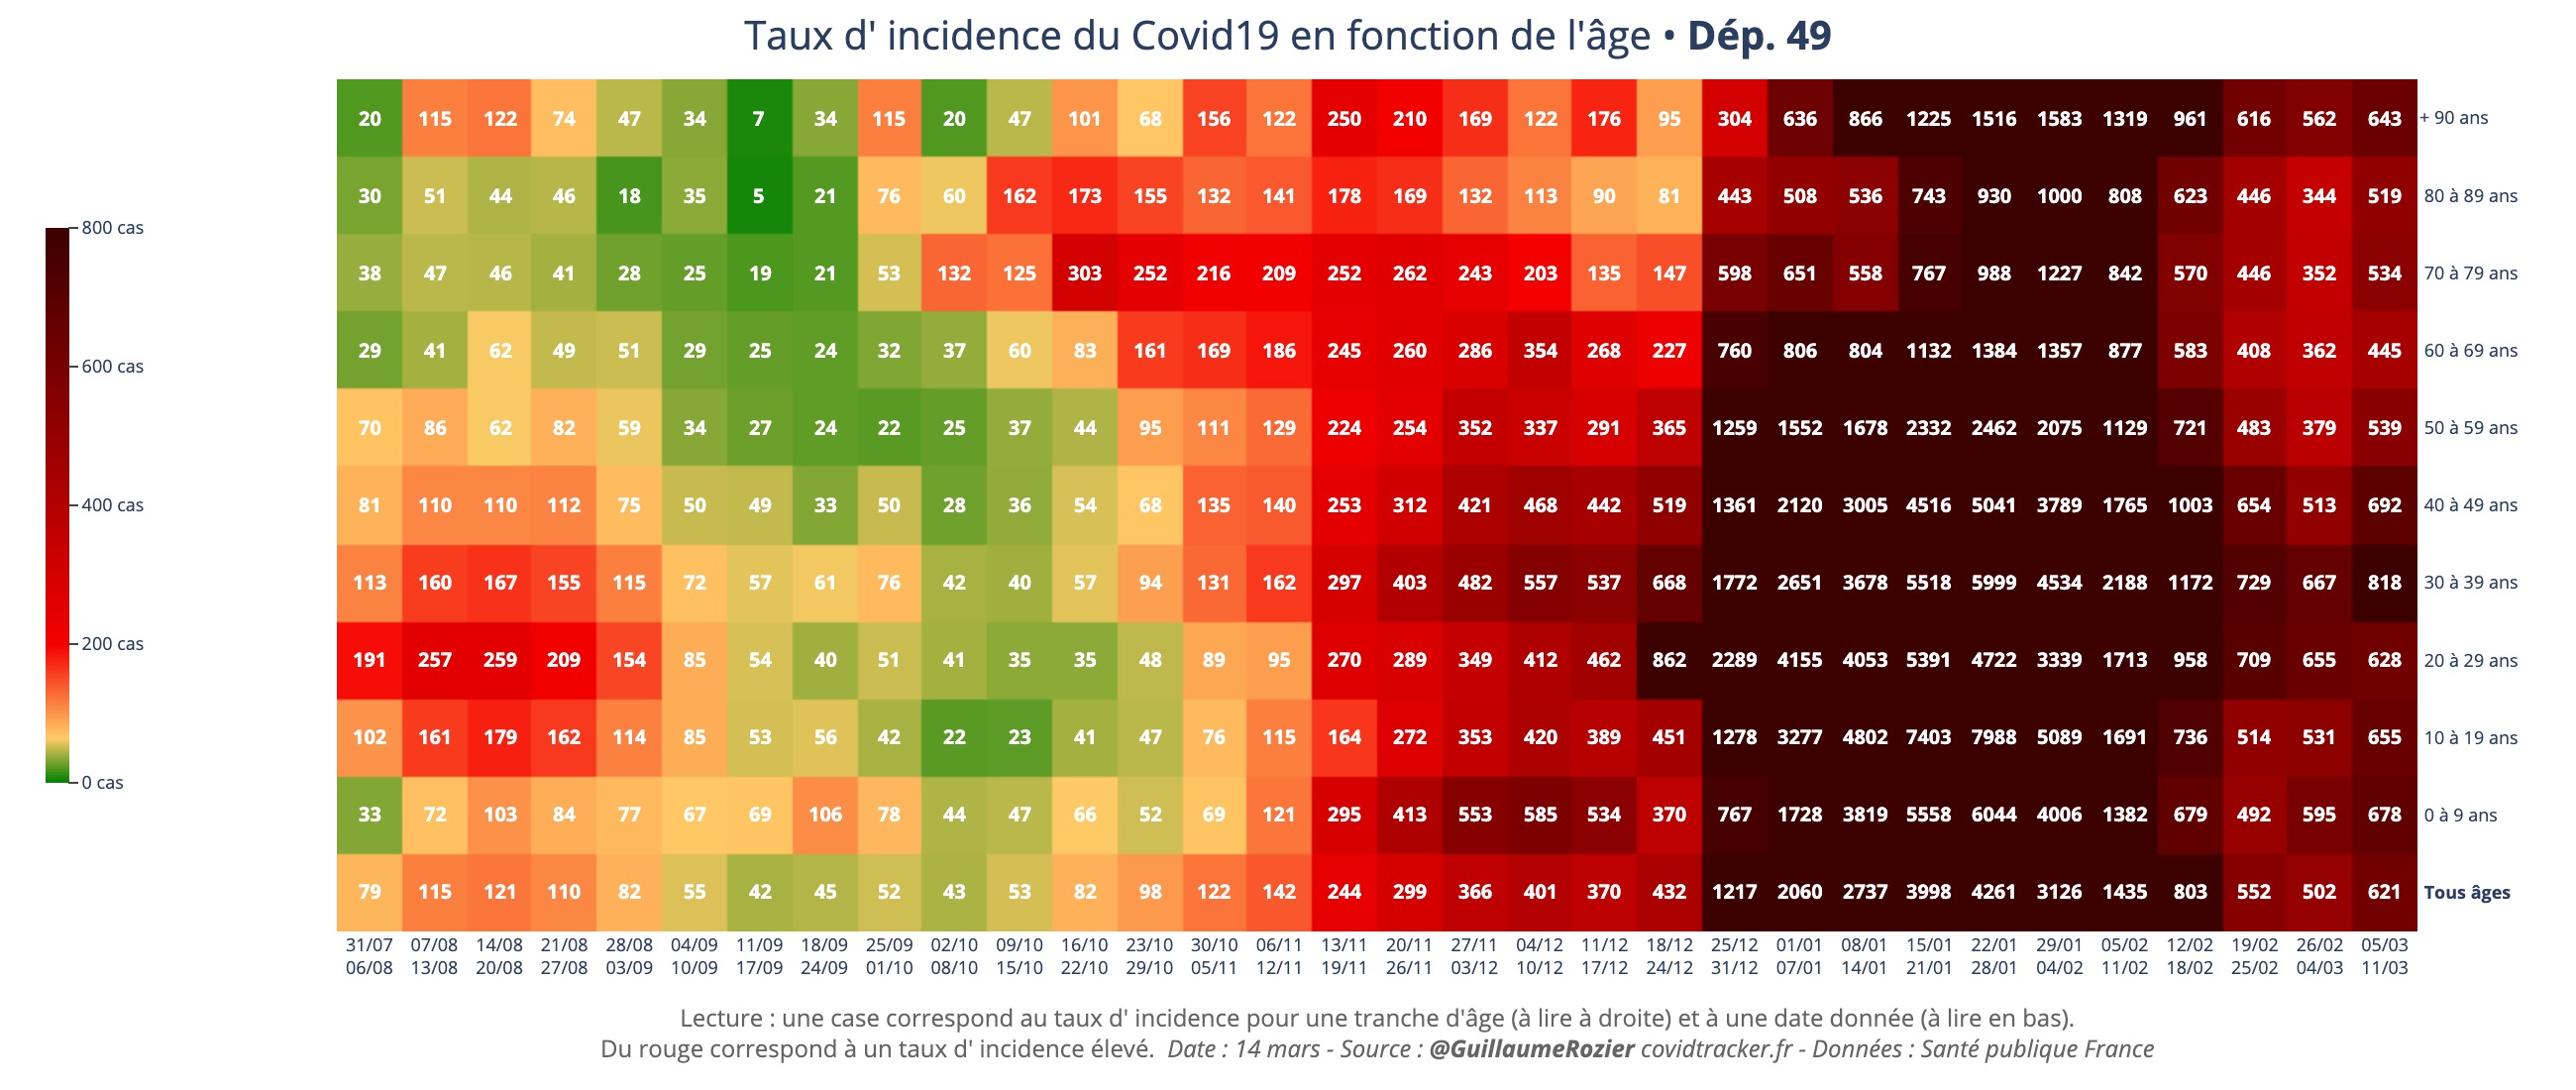 Taux d' incidence du Covid19 en fonction de l'âge • Dép. 49
20 115 122 74 47 34 7 34 115 20 47 101 68 156 122 250 210 169 122 176 95 304 636 866 1225 1516 1583 1319 961 616 562 643 + 90 ans
30 51 44 46 18 35 5 21 76 60 162 173 155 132 141 178 169 132 113 90 81 443 508 536 743 930 1000 808 623 446 344 519 80 à 89 ans
800 cas
38 47 46 41 28 25 19 21 53 132 125 303 252 216 209 252 262 243 203 135 147 598 651 558 767 988 1227 842 570 446 352 534 70 à 79 ans
29 41 62 49 51 29 25 24 32 37 60 83 161 169 186 245 260 286 354 268 227 760 806 804 1132 1384 1357 877 583 408 362 445 60 à 69 ans
600 cas
70 86 62 82 59 34 27 24 22 25 37 44 95 111 129 224 254 352 337 291 365 1259 1552 1678 2332 2462 2075 1129 721 483 379 539 50 à 59 ans
400 cas
81 110 110 112 75 50 49 33 50 28 36 54 68 135 140 253 312 421 468 442 519 1361 2120 3005 4516 5041 3789 1765 1003 654 513 692 40 à 49 ans
113 160 167 155 115 72 57 61 76 42 40 57 94 131 162 297 403 482 557 537 668 1772 2651 3678 5518 5999 4534 2188 1172 729 667 818 30 à 39 ans
200 cas
191 257 259 209 154 85 54 40 51 41 35 35 48 89 95 270 289 349 412 462 862 2289 4155 4053 5391 4722 3339 1713 958 709 655 628 20 à 29 ans
102 161 179 162 114 85 53 56 42 22 23 41 47 76 115 164 272 353 420 389 451 1278 3277 4802 7403 7988 5089 1691 736 514 531 655 10 à 19 ans
0 cas
33 72 103 84 77 67 69 106 78 44 47 66 52 69 121 295 413 553 585 534 370 767 1728 3819 5558 6044 4006 1382 679 492 595 678 0 à 9 ans
79 115 121 110 82 55 42 45 52 43 53 82 98 122 142 244 299 366 401 370 432 1217 2060 2737 3998 4261 3126 1435 803 552 502 621 Tous âges
31/07 07/08 14/08 21/08 28/08 04/09 11/09 18/09 25/09 02/10 09/10 16/10 23/10 30/10 06/11 13/11 20/11 27/11 04/12 11/12 18/12 25/12 01/01 08/01 15/01 22/01 29/01 05/02 12/02 19/02 26/02 05/03
06/08 13/08 20/08 27/08 03/09 10/09 17/09 24/09 01/10 08/10 15/10 22/10 29/10 05/11 12/11 19/11 26/11 03/12 10/12 17/12 24/12 31/12 07/01 14/01 21/01 28/01 04/02 11/02 18/02 25/02 04/03 11/03
Lecture : une case correspond au taux d' incidence pour une tranche d'âge (à lire à droite) et à une date donnée (à lire en bas).
Du rouge correspond à un taux d' incidence élevé. Date : 14 mars - Source : @GuillaumeRozier covidtracker.fr - Données : Santé publique France